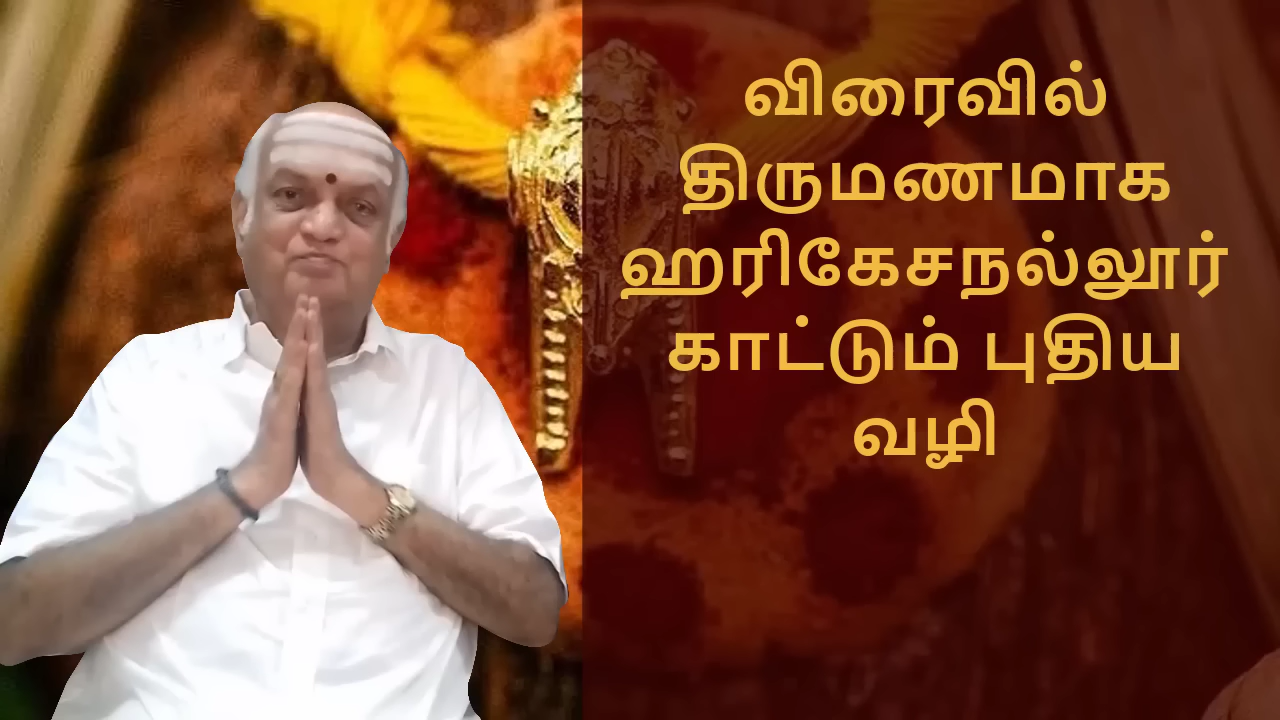 விரைவில்
திருமணமாக
ஹரிகேசநல்லூர்
காட்டும் புதிய
வழி